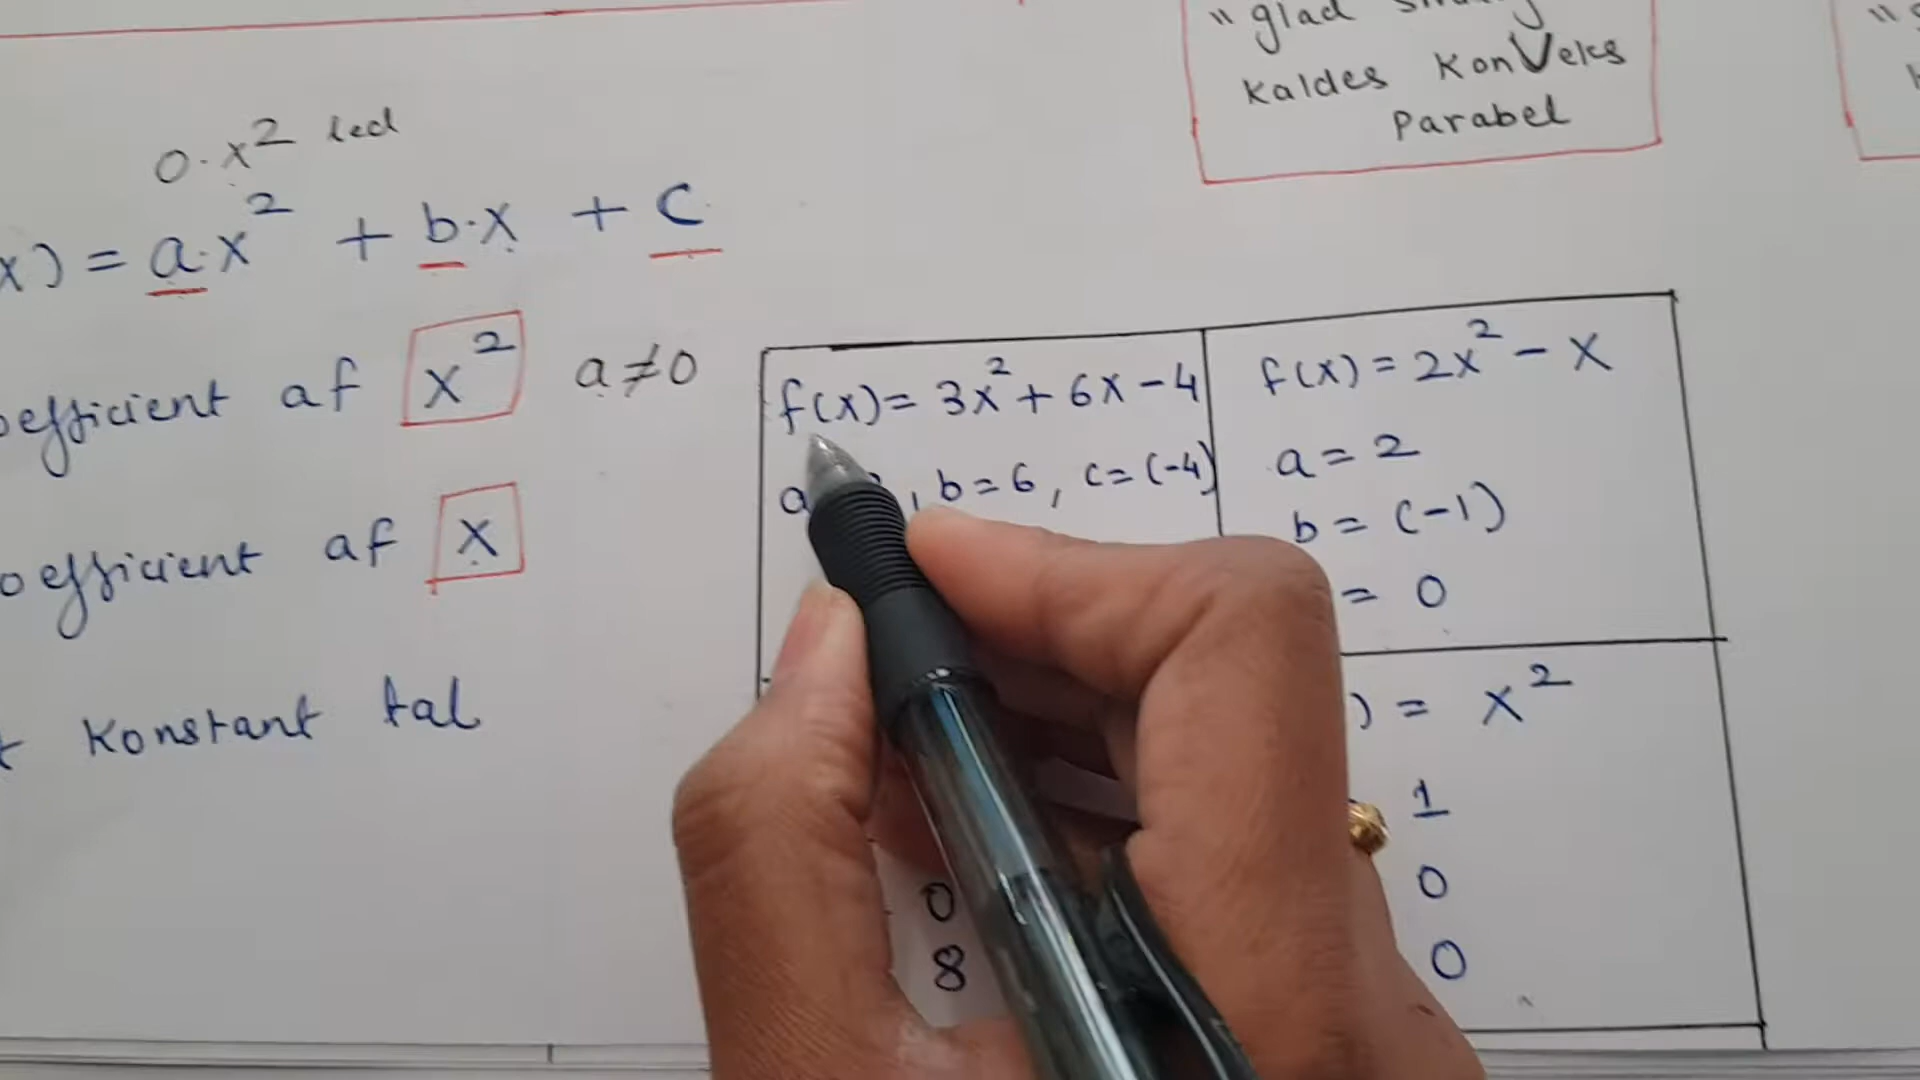 "glad
kaldes konVeks
Parabel
0·x² led
x) = a·x² + b·x + c
oefficient af x² a≠0
oefficient af x
konstant tal
f(x) = 3x² + 6x - 4
a , b = 6 , c = (-4)
0
8
f(x) = 2x² - x
a = 2
b = (-1)
= 0
) = x²
1
0
0